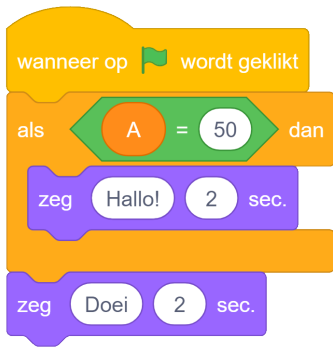 wanneer op wordt geklikt
als A = 50 dan
zeg Hallo! 2 sec.
zeg Doei 2 sec.